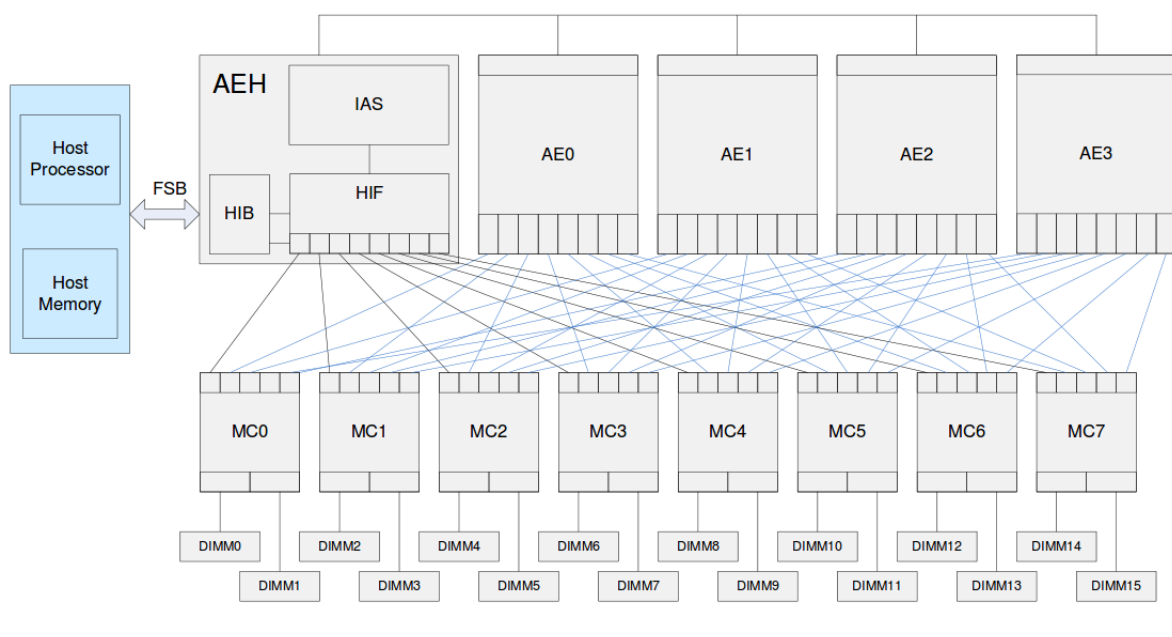 AEH
IAS
HIF
HIB
Host
Processor
FSB
Host
Memory
AE0
AE1
AE2
AE3
MC0
MC1
MC2
MC3
MC4
MC5
MC6
MC7
DIMM0
DIMM2
DIMM4
DIMM6
DIMM8
DIMM10
DIMM12
DIMM14
DIMM1
DIMM3
DIMM5
DIMM7
DIMM9
DIMM11
DIMM13
DIMM15